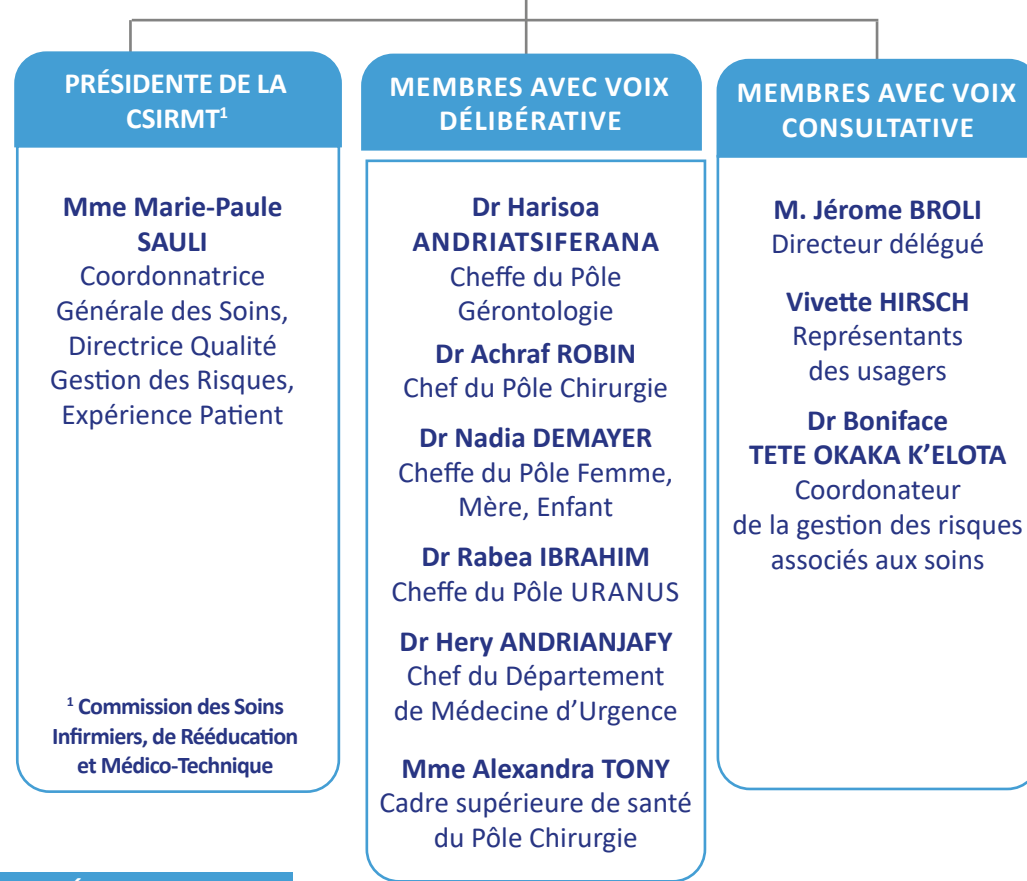 PRÉSIDENTE DE LA
CSIRMT¹
Mme Marie-Paule
SAULI
Coordonnatrice
Générale des Soins,
Directrice Qualité
Gestion des Risques,
Expérience Patient
¹ Commission des Soins
Infirmiers, de Rééducation
et Médico-Technique
MEMBRES AVEC VOIX
DÉLIBÉRATIVE
Dr Harisoa
ANDRIATSIFERANA
Cheffe du Pôle
Gérontologie
Dr Achraf ROBIN
Chef du Pôle Chirurgie
Dr Nadia DEMAYER
Cheffe du Pôle Femme,
Mère, Enfant
Dr Rabea IBRAHIM
Cheffe du Pôle URANUS
Dr Hery ANDRIANJAFY
Chef du Département
de Médecine d’Urgence
Mme Alexandra TONY
Cadre supérieure de santé
du Pôle Chirurgie
MEMBRES AVEC VOIX
CONSULTATIVE
M. Jérome BROLI
Directeur délégué
Vivette HIRSCH
Représentants
des usagers
Dr Boniface
TETE OKAKA K’ELOTA
Coordonateur
de la gestion des risques
associés aux soins